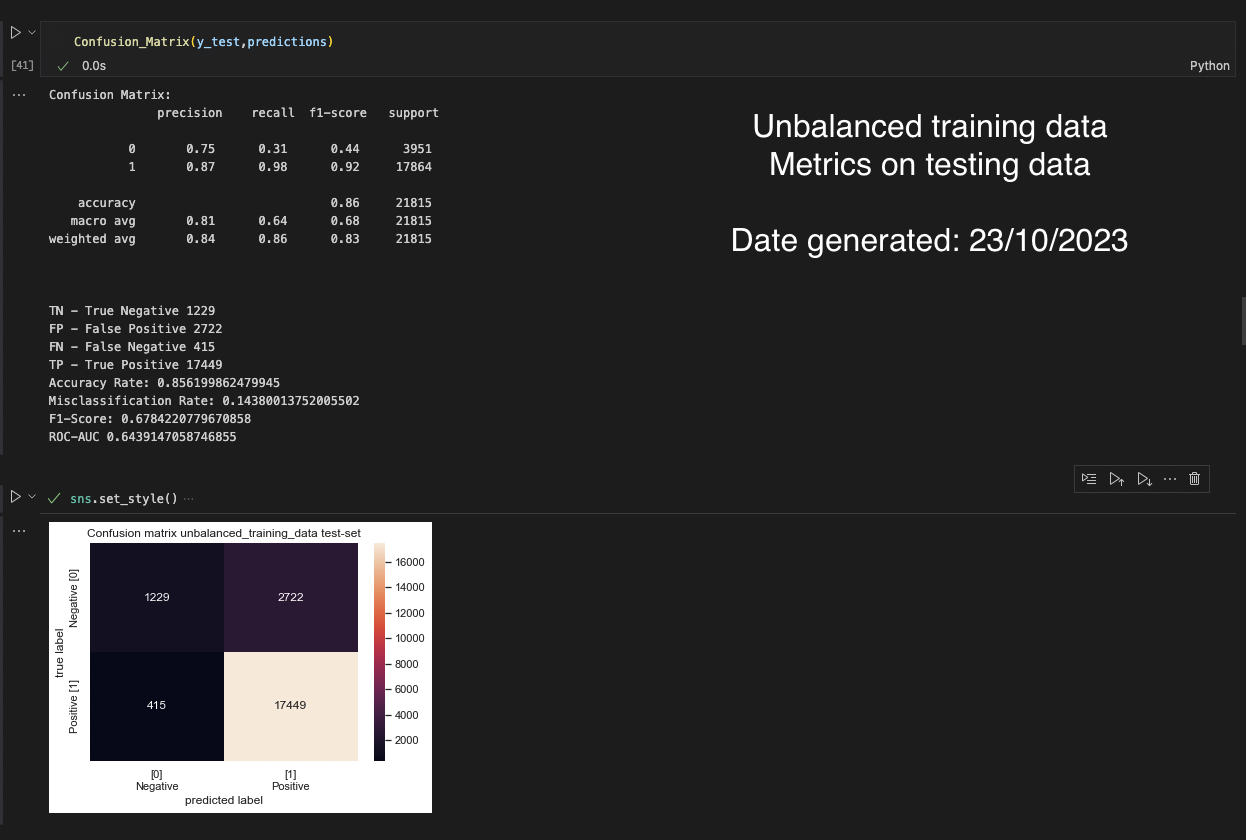 Confusion_Matrix(y_test,predictions)
[41]
0.0s
Python
Confusion Matrix:
precision recall f1-score support
0 0.75 0.31 0.44 3951
1 0.87 0.98 0.92 17864
accuracy 0.86 21815
macro avg 0.81 0.64 0.68 21815
weighted avg 0.84 0.86 0.83 21815
Unbalanced training data
Metrics on testing data
Date generated: 23/10/2023
TN - True Negative 1229
FP - False Positive 2722
FN - False Negative 415
TP - True Positive 17449
Accuracy Rate: 0.856199862479945
Misclassification Rate: 0.14380013752005502
F1-Score: 0.6784220779670858
ROC-AUC 0.6439147058746855
sns.set_style() ...
Confusion matrix unbalanced_training_data test-set
true label
Negative [0]
Positive [1]
1229
2722
415
17449
16000
14000
12000
10000
8000
6000
4000
2000
[0]
Negative
[1]
Positive
predicted label